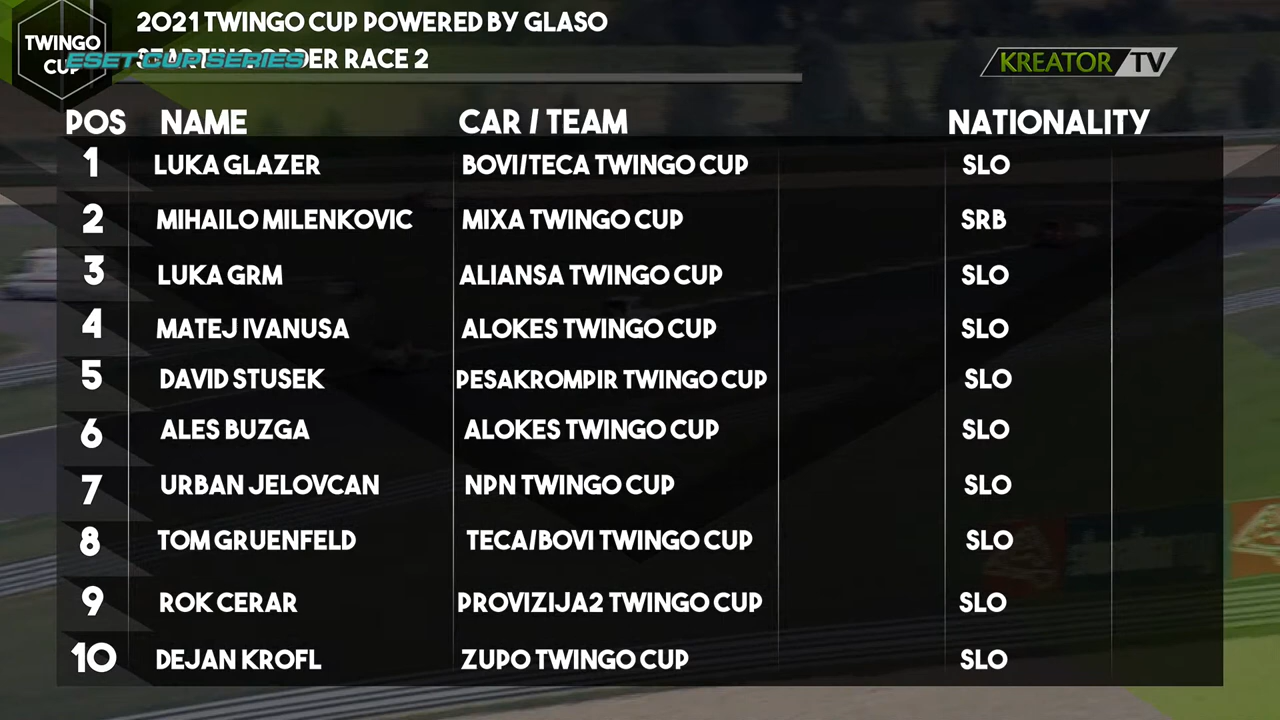 2021 TWINGO CUP POWERED BY GLASO
TWINGO
CUP
ESET CUP SERIES
STARTING ORDER RACE 2
KREATOR TV
POS NAME CAR / TEAM NATIONALITY
1 LUKA GLAZER BOVI/TECA TWINGO CUP SLO
2 MIHAILO MILENKOVIC MIXA TWINGO CUP SRB
3 LUKA GRM ALIANSA TWINGO CUP SLO
4 MATEJ IVANUSA ALOKES TWINGO CUP SLO
5 DAVID STUSEK PESAKROMPIR TWINGO CUP SLO
6 ALES BUZGA ALOKES TWINGO CUP SLO
7 URBAN JELOVCAN NPN TWINGO CUP SLO
8 TOM GRUENFELD TECA/BOVI TWINGO CUP SLO
9 ROK CERAR PROVIZIJA2 TWINGO CUP SLO
10 DEJAN KROFL ZUPO TWINGO CUP SLO